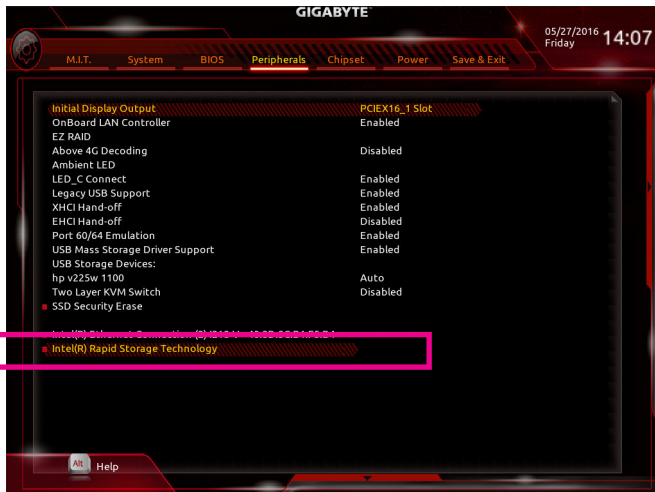 GIGABYTE™
05/27/2016 14:07
Friday
M.I.T. System BIOS Peripherals Chipset Power Save & Exit
Initial Display Output PCIEX16_1 Slot
OnBoard LAN Controller Enabled
EZ RAID
Above 4G Decoding Disabled
Ambient LED
LED_C Connect Enabled
Legacy USB Support Enabled
XHCI Hand-off Enabled
EHCI Hand-off Disabled
Port 60/64 Emulation Enabled
USB Mass Storage Driver Support Enabled
USB Storage Devices:
hp v225w 1100 Auto
Two Layer KVM Switch Disabled
SSD Security Erase
Intel(R) Ethernet Connection
Intel(R) Rapid Storage Technology
Alt Help